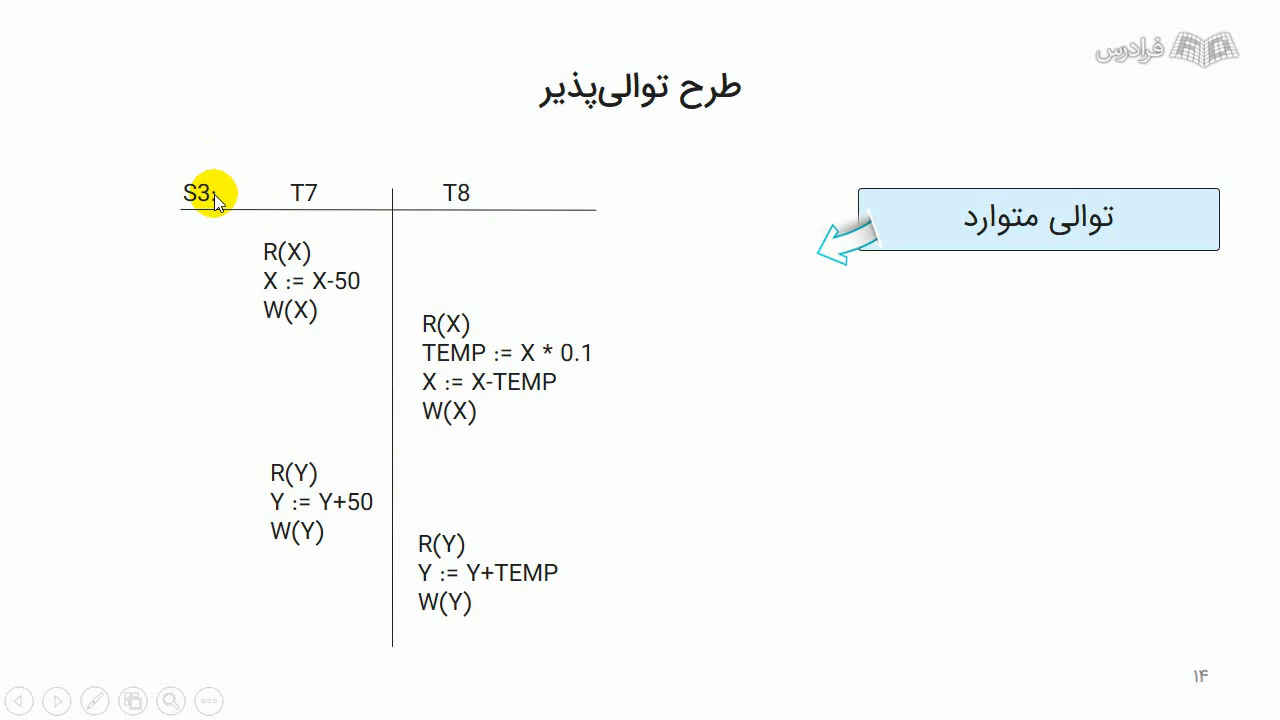 فرادرس
طرح توالی‌پذیر
توالی متوارد
S3: T7 T8
R(X)
X := X-50
W(X)
R(X)
TEMP := X * 0.1
X := X-TEMP
W(X)
R(Y)
Y := Y+50
W(Y)
R(Y)
Y := Y+TEMP
W(Y)
۱۴